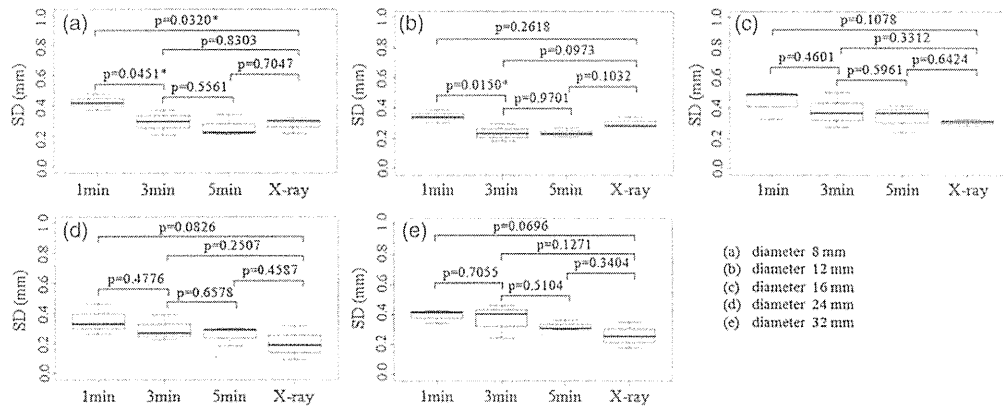 (a)
p=0.0320*
p=0.8303
p=0.0451*
p=0.7047
p=0.5561
SD (mm)
0.0 0.2 0.4 0.6 0.8 1.0
1min 3min 5min X-ray
(b)
p=0.2618
p=0.0973
p=0.0150*
p=0.1032
p=0.9701
SD (mm)
0.0 0.2 0.4 0.6 0.8 1.0
1min 3min 5min X-ray
(c)
p=0.1078
p=0.3312
p=0.4601
p=0.6424
p=0.5961
SD (mm)
0.0 0.2 0.4 0.6 0.8 1.0
1min 3min 5min X-ray
(d)
p=0.0826
p=0.2507
p=0.4776
p=0.4587
p=0.6578
SD (mm)
0.0 0.2 0.4 0.6 0.8 1.0
1min 3min 5min X-ray
(e)
p=0.0696
p=0.1271
p=0.7055
p=0.3404
p=0.5104
SD (mm)
0.0 0.2 0.4 0.6 0.8 1.0
1min 3min 5min X-ray
(a) diameter 8 mm
(b) diameter 12 mm
(c) diameter 16 mm
(d) diameter 24 mm
(e) diameter 32 mm